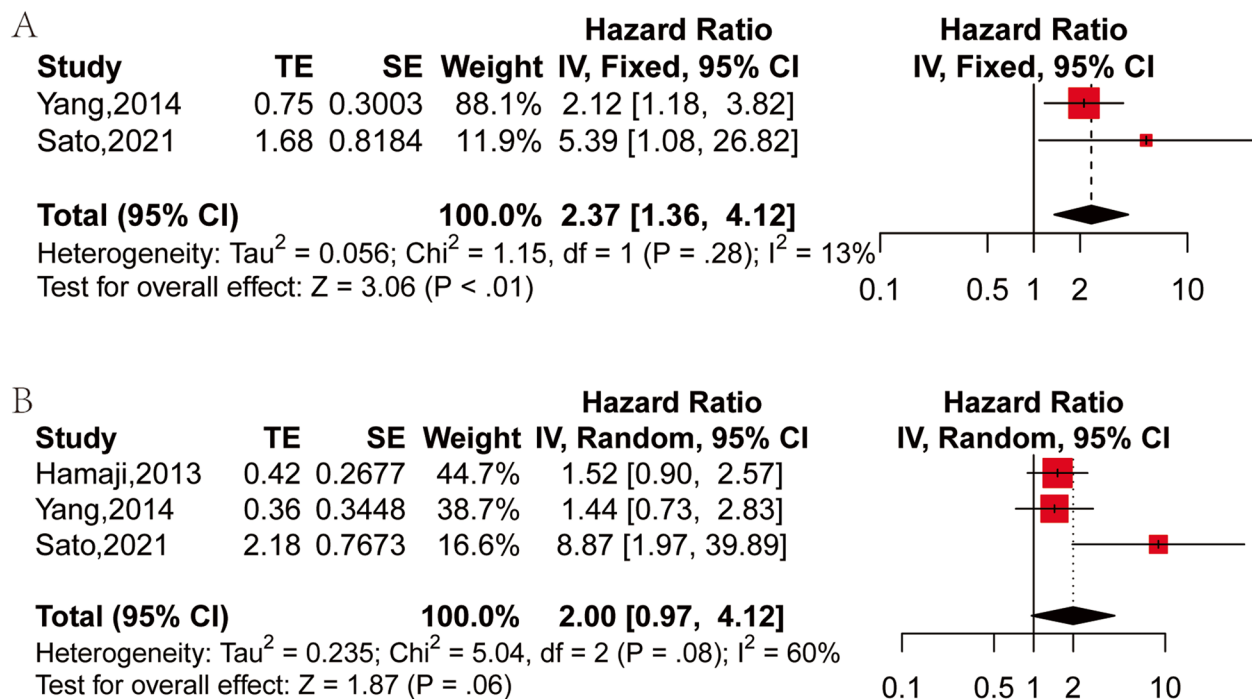 A
Hazard Ratio Hazard Ratio
Study TE SE Weight IV, Fixed, 95% CI IV, Fixed, 95% CI
Yang,2014 0.75 0.3003 88.1% 2.12 [1.18, 3.82]
Sato,2021 1.68 0.8184 11.9% 5.39 [1.08, 26.82]
Total (95% CI) 100.0% 2.37 [1.36, 4.12]
Heterogeneity: Tau² = 0.056; Chi² = 1.15, df = 1 (P = .28); I² = 13%
Test for overall effect: Z = 3.06 (P < .01)
0.1 0.5 1 2 10
B
Hazard Ratio Hazard Ratio
Study TE SE Weight IV, Random, 95% CI IV, Random, 95% CI
Hamaji,2013 0.42 0.2677 44.7% 1.52 [0.90, 2.57]
Yang,2014 0.36 0.3448 38.7% 1.44 [0.73, 2.83]
Sato,2021 2.18 0.7673 16.6% 8.87 [1.97, 39.89]
Total (95% CI) 100.0% 2.00 [0.97, 4.12]
Heterogeneity: Tau² = 0.235; Chi² = 5.04, df = 2 (P = .08); I² = 60%
Test for overall effect: Z = 1.87 (P = .06)
0.1 0.5 1 2 10